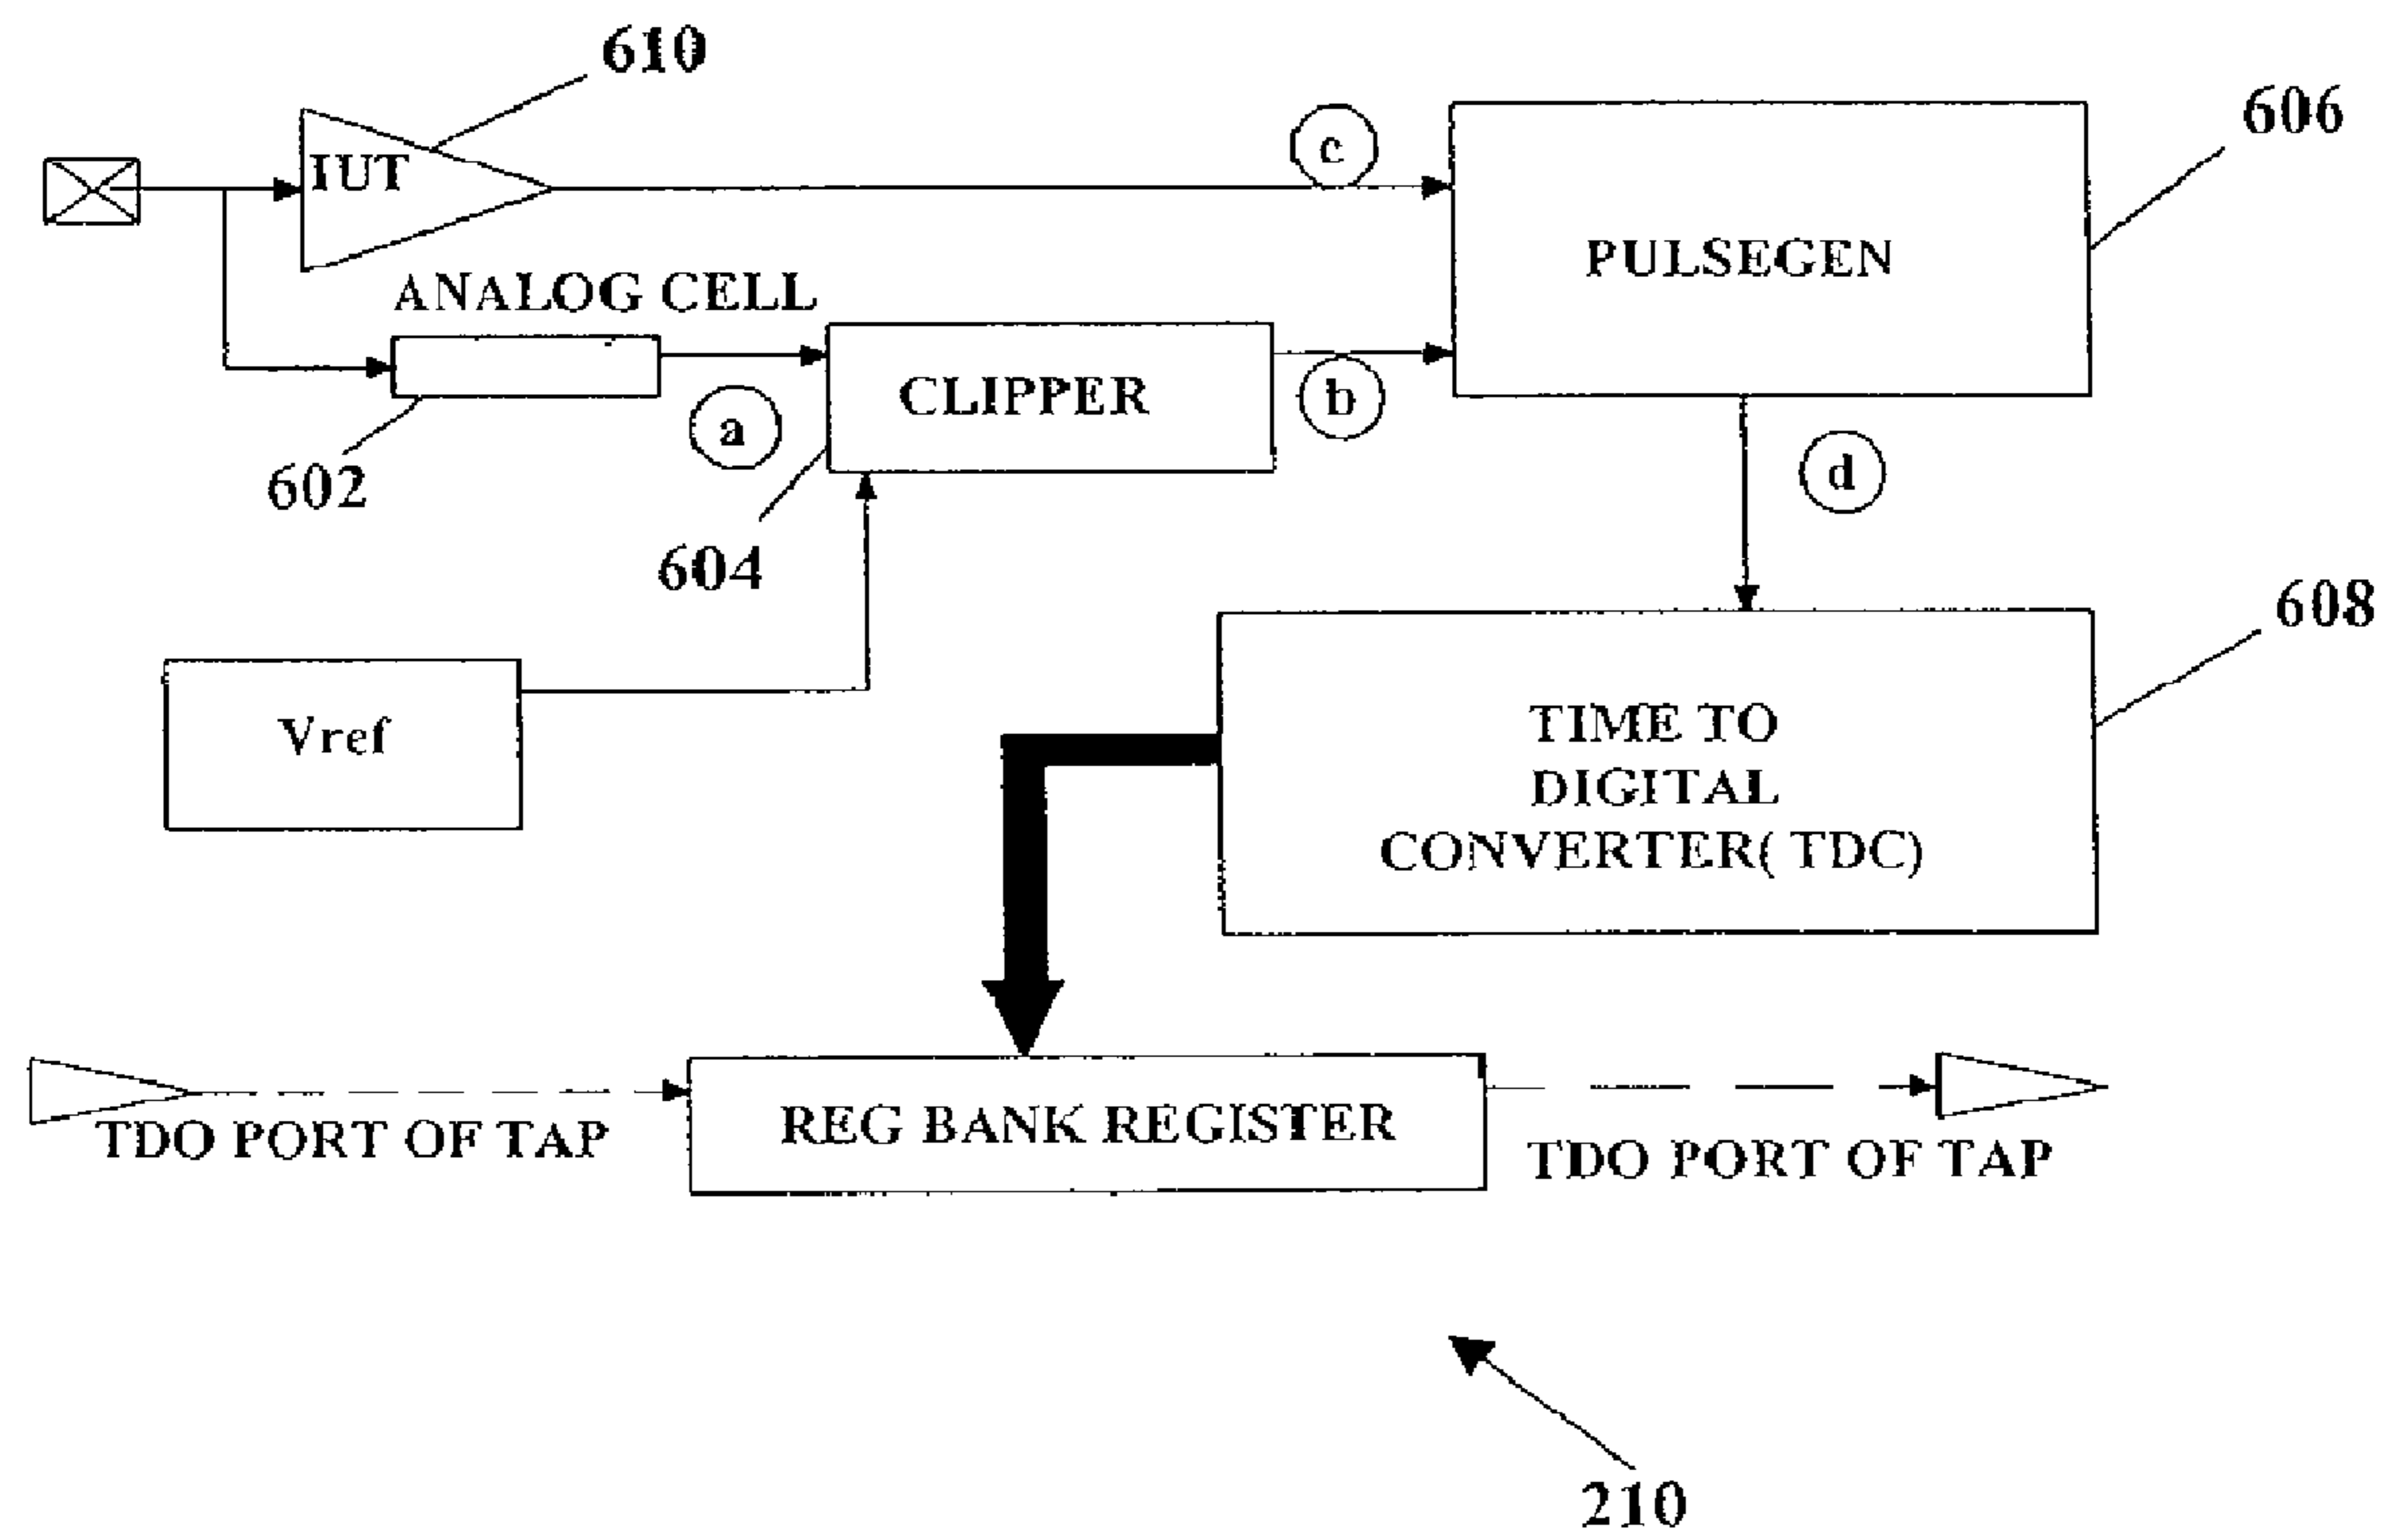 610
606
c
IUT
PULSEGEN
ANALOG CELL
CLIPPER
a
b
602
d
604
608
Vref
TIME TO
DIGITAL
CONVERTER( TDC)
REG BANK REGISTER
TDO PORT OF TAP
TDO PORT OF TAP
210